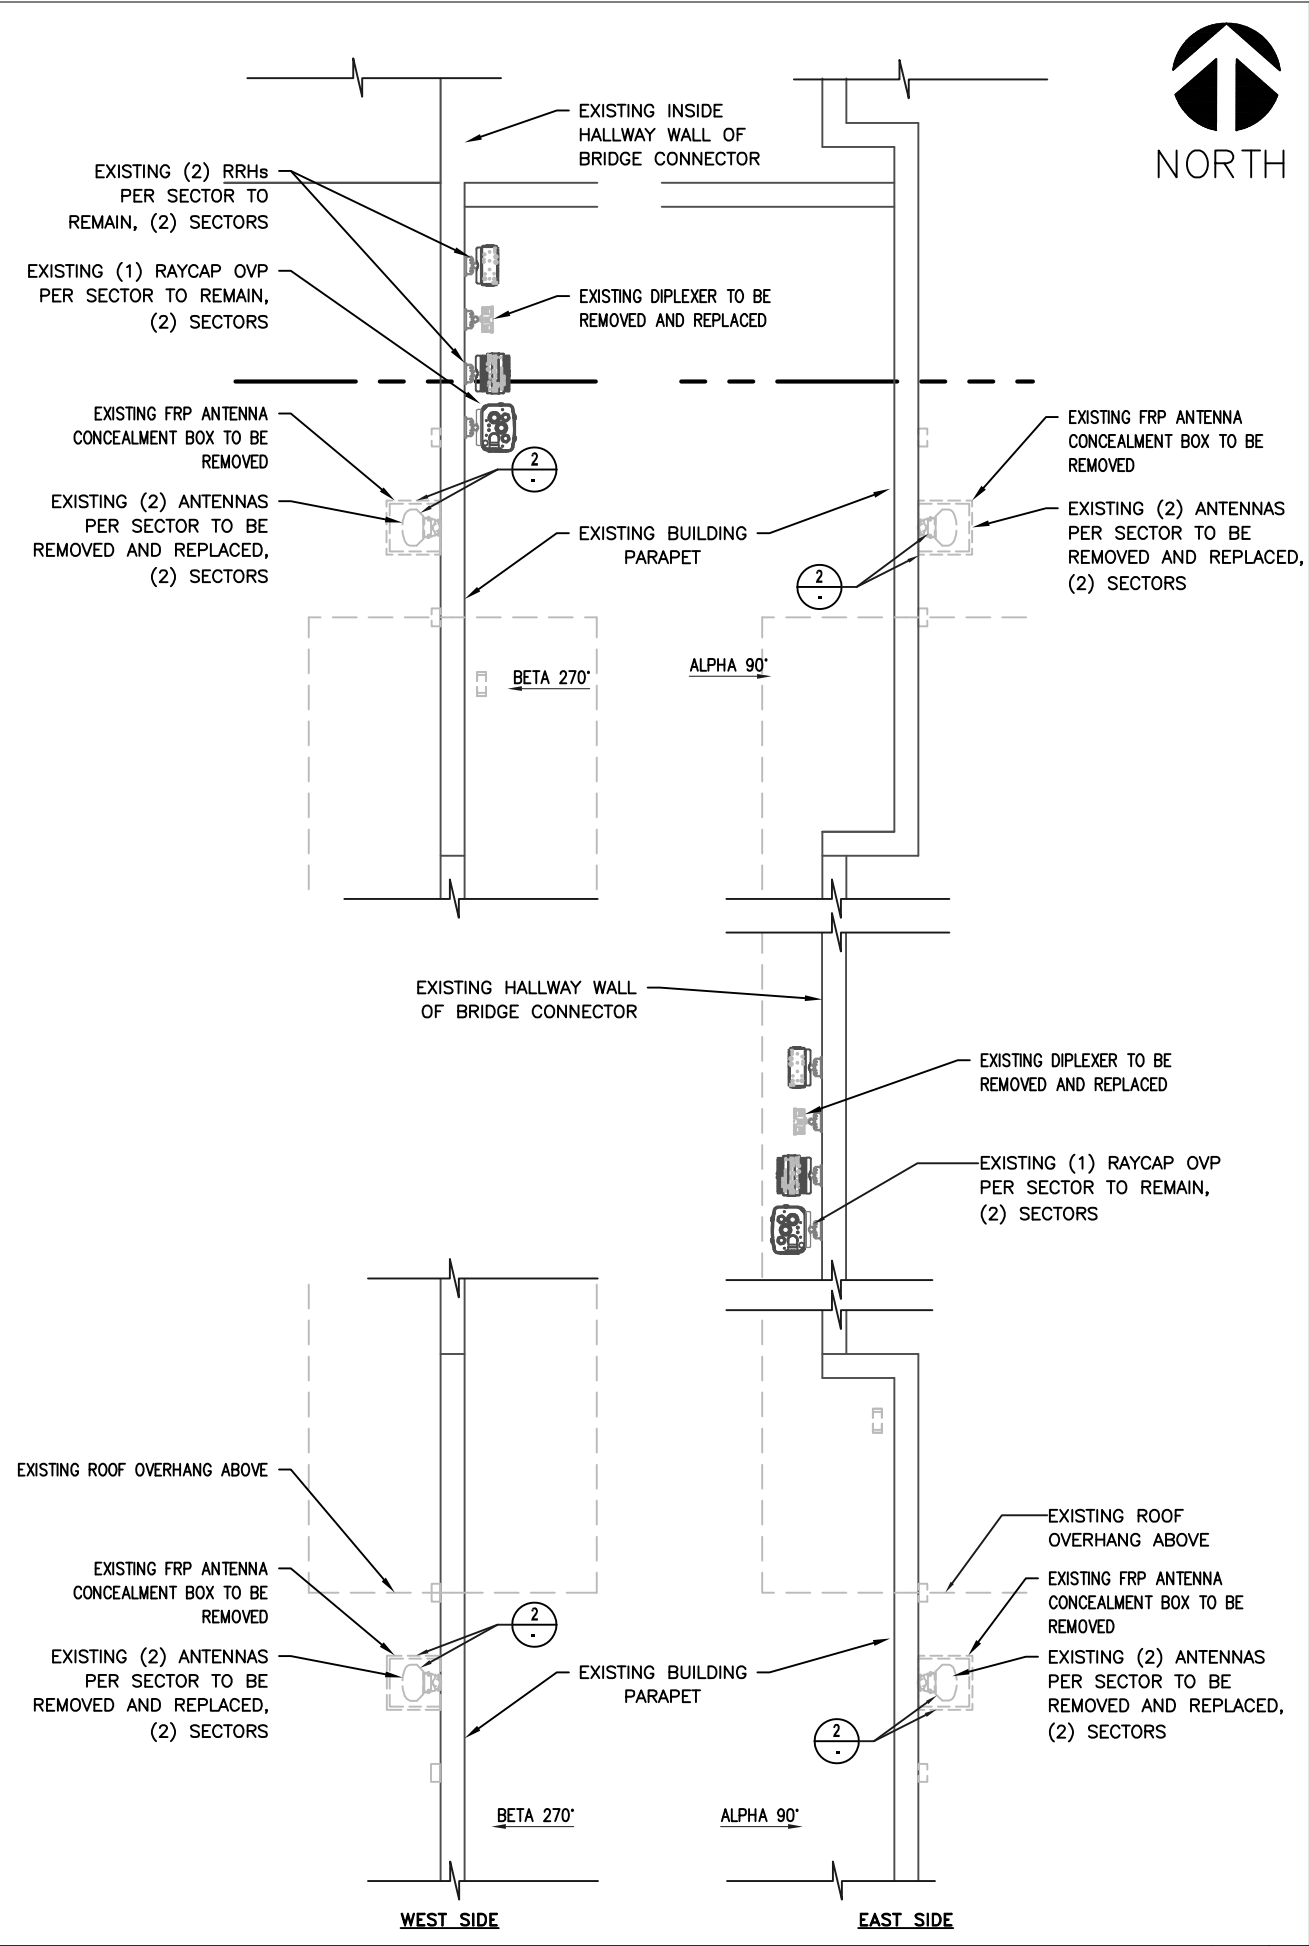 NORTH
EXISTING INSIDE
HALLWAY WALL OF
BRIDGE CONNECTOR
EXISTING (2) RRHs
PER SECTOR TO
REMAIN, (2) SECTORS
EXISTING (1) RAYCAP OVP
PER SECTOR TO REMAIN,
(2) SECTORS
EXISTING DIPLEXER TO BE
REMOVED AND REPLACED
EXISTING FRP ANTENNA
CONCEALMENT BOX TO BE
REMOVED
EXISTING (2) ANTENNAS
PER SECTOR TO BE
REMOVED AND REPLACED,
(2) SECTORS
2
-
EXISTING BUILDING
PARAPET
2
-
EXISTING FRP ANTENNA
CONCEALMENT BOX TO BE
REMOVED
EXISTING (2) ANTENNAS
PER SECTOR TO BE
REMOVED AND REPLACED,
(2) SECTORS
BETA 270°
ALPHA 90°
EXISTING HALLWAY WALL
OF BRIDGE CONNECTOR
EXISTING DIPLEXER TO BE
REMOVED AND REPLACED
EXISTING (1) RAYCAP OVP
PER SECTOR TO REMAIN,
(2) SECTORS
EXISTING ROOF OVERHANG ABOVE
EXISTING FRP ANTENNA
CONCEALMENT BOX TO BE
REMOVED
EXISTING (2) ANTENNAS
PER SECTOR TO BE
REMOVED AND REPLACED,
(2) SECTORS
2
-
EXISTING BUILDING
PARAPET
2
-
EXISTING ROOF
OVERHANG ABOVE
EXISTING FRP ANTENNA
CONCEALMENT BOX TO BE
REMOVED
EXISTING (2) ANTENNAS
PER SECTOR TO BE
REMOVED AND REPLACED,
(2) SECTORS
BETA 270°
ALPHA 90°
WEST SIDE
EAST SIDE